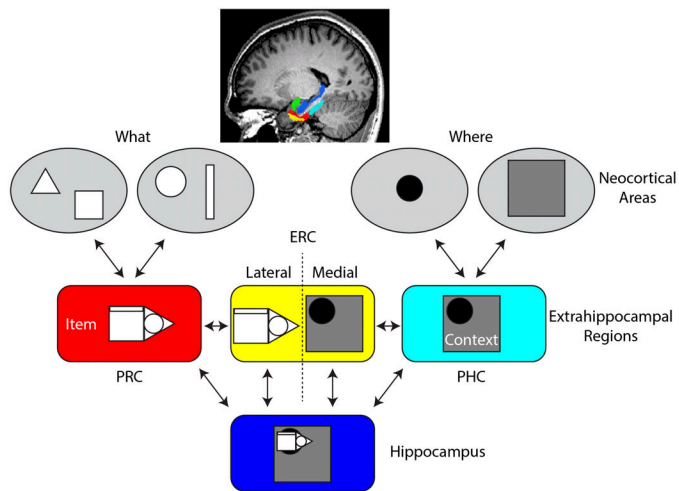 What
Where
Neocortical
Areas
ERC
Lateral
Medial
Item
Context
Extrahippocampal
Regions
PRC
PHC
Hippocampus